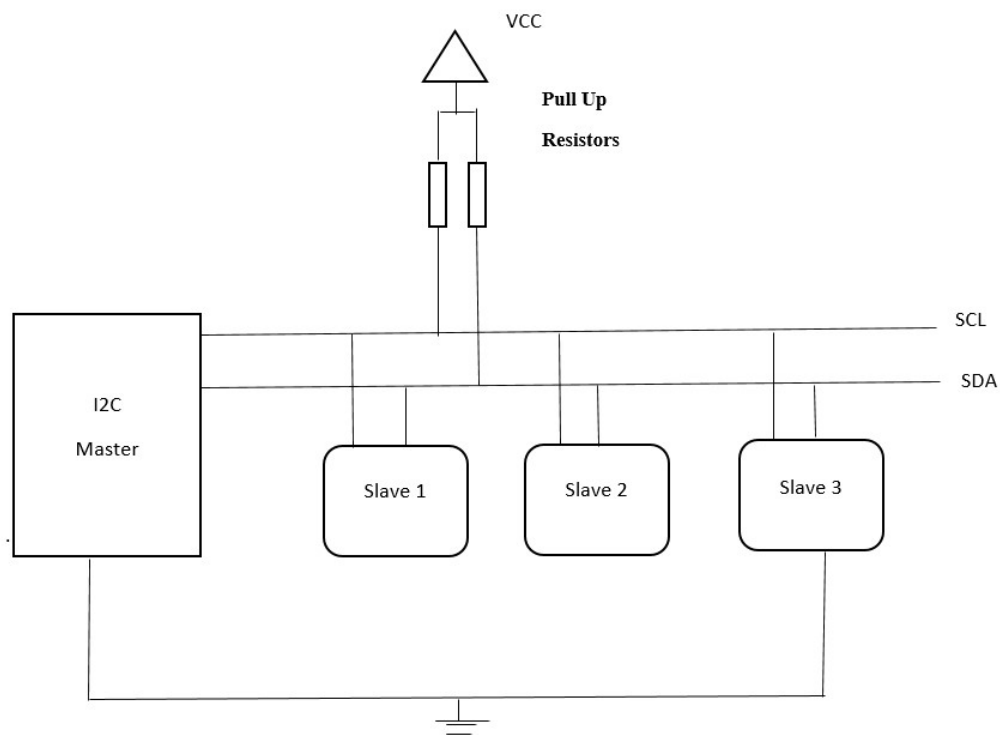 VCC
Pull Up
Resistors
SCL
SDA
I2C
Master
Slave 1
Slave 2
Slave 3